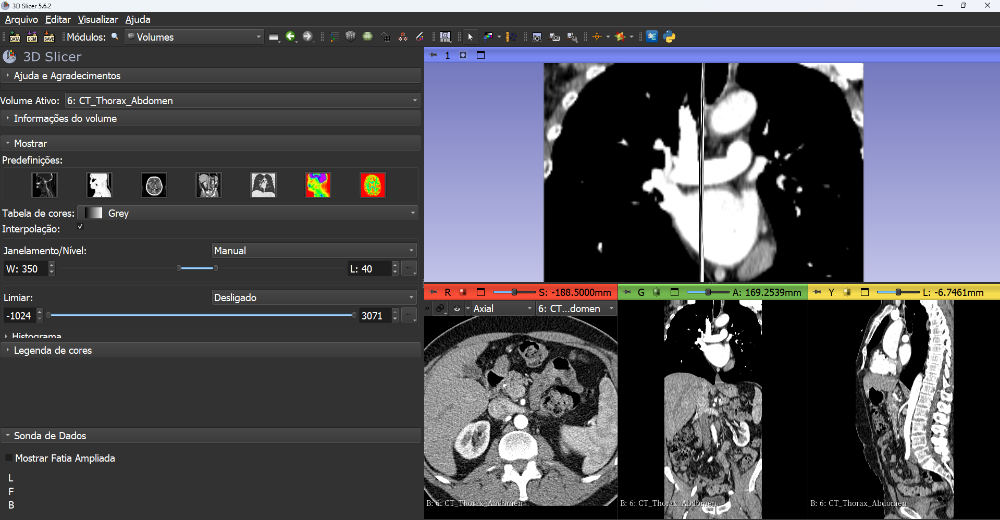 3D Slicer 5.6.2
Arquivo Editar Visualizar Ajuda
DATA DCM SAVE Módulos: Volumes
3D Slicer
1
Ajuda e Agradecimentos
Volume Ativo: 6: CT_Thorax_Abdomen
Informações do volume
Mostrar
Predefinições:
Tabela de cores: Grey
Interpolação:
Janelamento/Nível: Manual
W: 350 L: 40
Limiar: Desligado
-1024 3071
Histograma
Legenda de cores
Sonda de Dados
Mostrar Fatia Ampliada
L
F
B
R S: -188.5000mm
G A: 169.2539mm
Y L: -6.7461mm
» Axial 6: CT...domen
B: 6: CT_Thorax_Abdomen
B: 6: CT_Thorax_Abdomen
B: 6: CT_Thorax_Abdomen